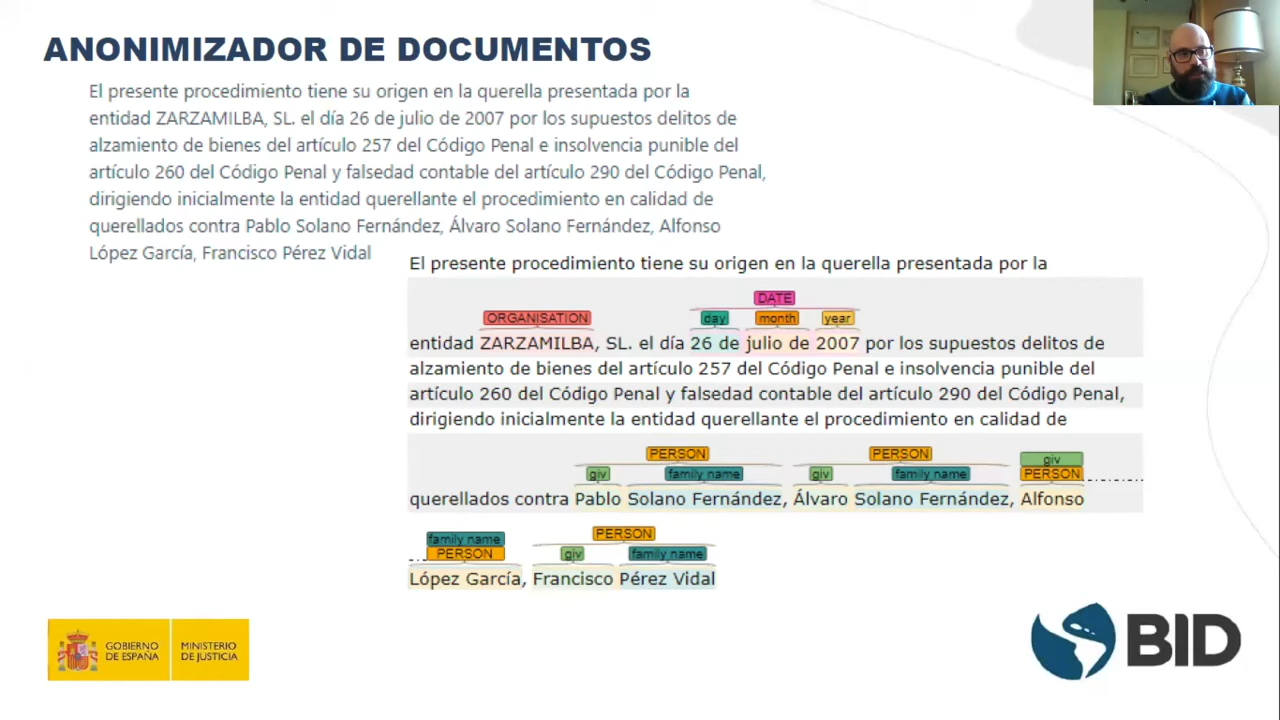 ANONIMIZADOR DE DOCUMENTOS
El presente procedimiento tiene su origen en la querella presentada por la
entidad ZARZAMILBA, SL. el día 26 de julio de 2007 por los supuestos delitos de
alzamiento de bienes del artículo 257 del Código Penal e insolvencia punible del
artículo 260 del Código Penal y falsedad contable del artículo 290 del Código Penal,
dirigiendo inicialmente la entidad querellante el procedimiento en calidad de
querellados contra Pablo Solano Fernández, Álvaro Solano Fernández, Alfonso
López García, Francisco Pérez Vidal
El presente procedimiento tiene su origen en la querella presentada por la
DATE
ORGANISATION day month year
entidad ZARZAMILBA, SL. el día 26 de julio de 2007 por los supuestos delitos de
alzamiento de bienes del artículo 257 del Código Penal e insolvencia punible del
artículo 260 del Código Penal y falsedad contable del artículo 290 del Código Penal,
dirigiendo inicialmente la entidad querellante el procedimiento en calidad de
PERSON PERSON giv
giv family name giv family name PERSON
querellados contra Pablo Solano Fernández, Álvaro Solano Fernández, Alfonso
family name PERSON
PERSON giv family name
López García, Francisco Pérez Vidal
GOBIERNO DE ESPAÑA
MINISTERIO DE JUSTICIA
BID